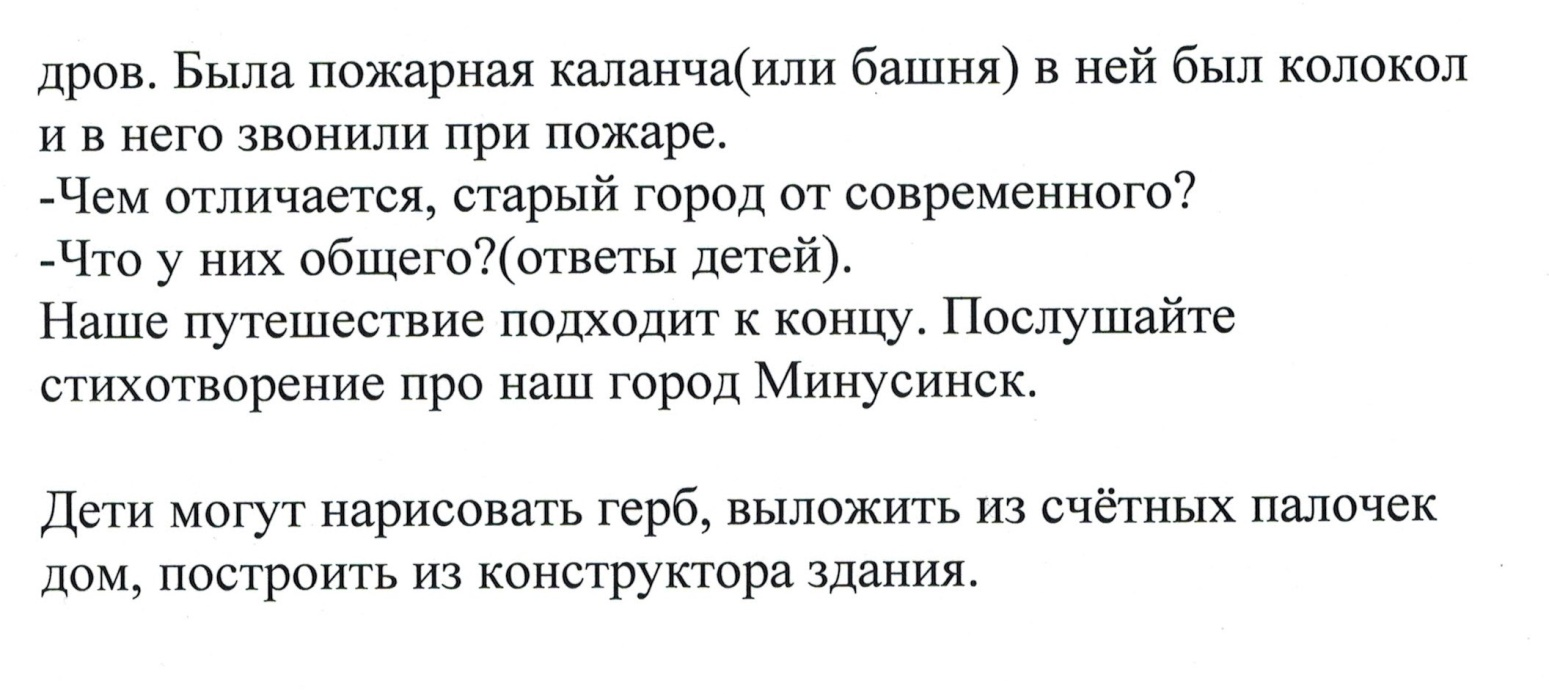 дров. Была пожарная каланча(или башня) в ней был колокол
и в него звонили при пожаре.
-Чем отличается, старый город от современного?
-Что у них общего?(ответы детей).
Наше путешествие подходит к концу. Послушайте
стихотворение про наш город Минусинск.
Дети могут нарисовать герб, выложить из счётных палочек
дом, построить из конструктора здания.